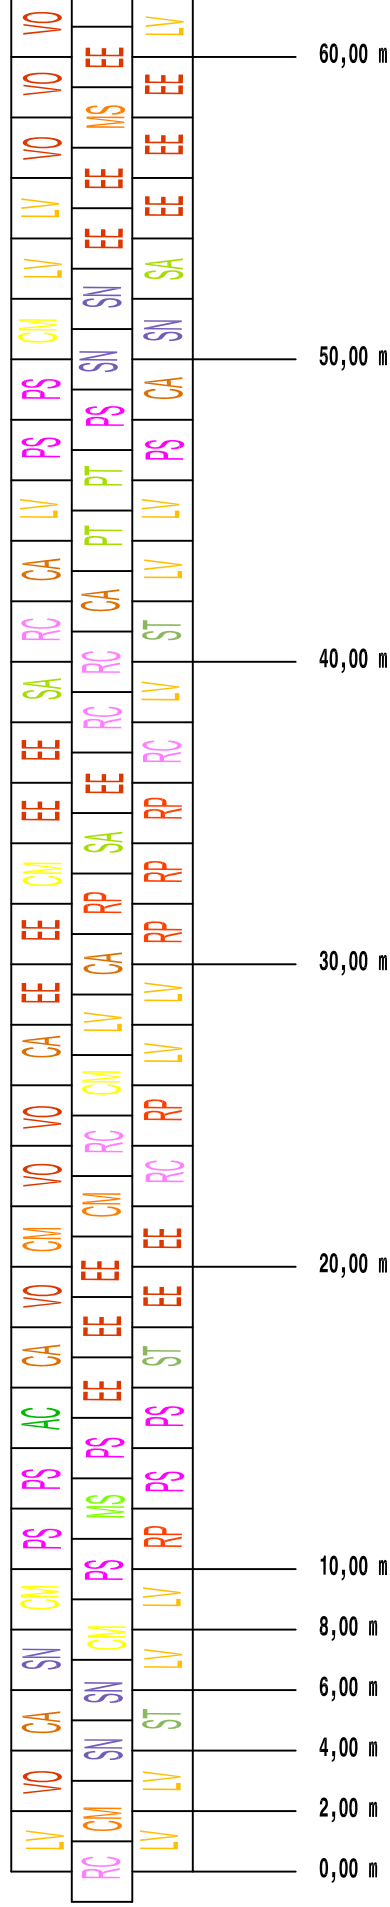 VO LV
EE 60,00 m
VO EE
MS
VO EE
EE
LV EE
EE
LV SA
SN
CM SN
SN 50,00 m
PS CA
PS
PS PS
PT
LV LV
PT
CA LV
CA
RC ST
RC 40,00 m
SA LV
RC
EE RC
EE
EE RP
SA
CM RP
RP
EE RP
CA 30,00 m
EE LV
LV
CA LV
CM
VO RP
RC
VO RC
CM
CM EE
EE 20,00 m
VO EE
EE
CA ST
EE
AC PS
PS
PS PS
MS
PS RP
PS 10,00 m
CM LV
CM 8,00 m
SN LV
SN 6,00 m
CA ST
SN 4,00 m
VO LV
CM 2,00 m
LV LV
RC 0,00 m